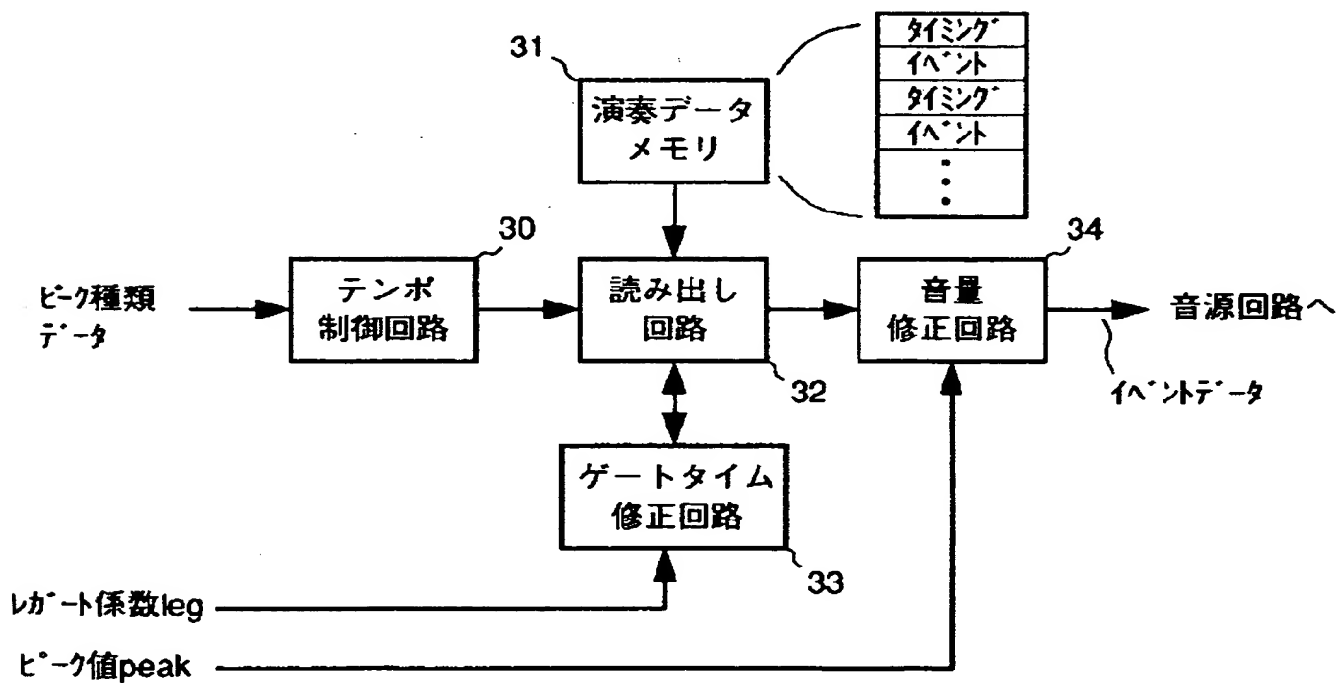 タイミング
イベント
タイミング
イベント
31
演奏データ
メモリ
30
34
ピーク種類
データ
テンポ
制御回路
読み出し
回路
音量
修正回路
音源回路へ
32
イベントデータ
ゲートタイム
修正回路
33
レガート係数leg
ピーク値peak